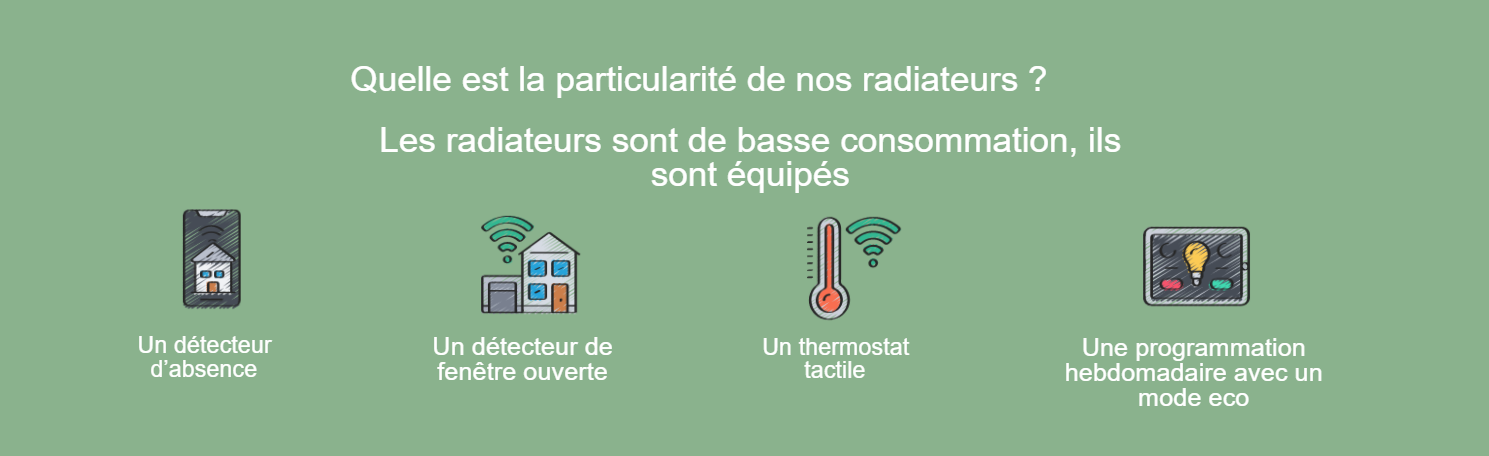 Quelle est la particularité de nos radiateurs ?
Les radiateurs sont de basse consommation, ils
sont équipés
Un détecteur
d’absence
Un détecteur de
fenêtre ouverte
Un thermostat
tactile
Une programmation
hebdomadaire avec un
mode eco